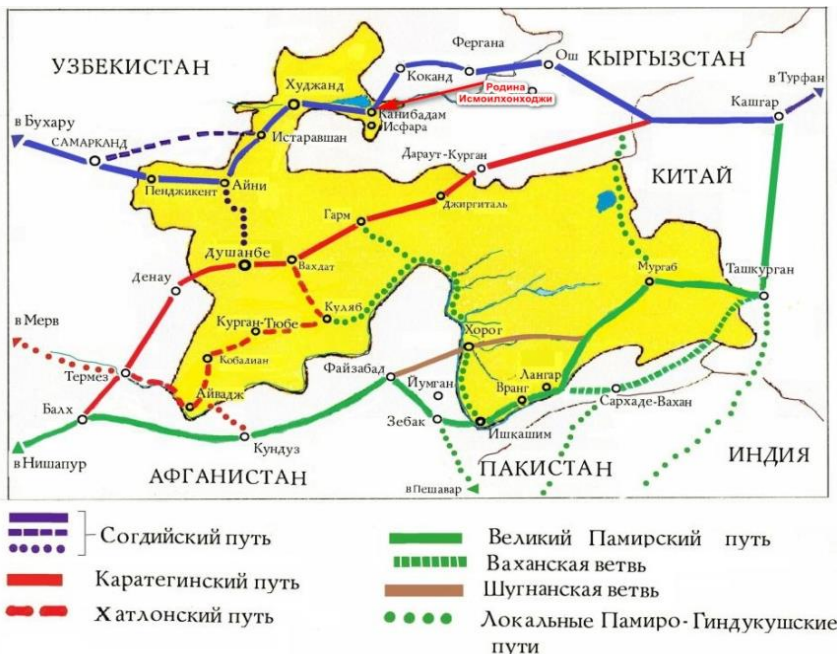 УЗБЕКИСТАН
КЫРГЫЗСТАН
Фергана
Ош
Коканд
в Турфан
Худжанд
Родина
Исмоилхонходжи
Кашгар
Канибадам
Исфара
в Бухару
САМАРКАНД
Истаравшан
Дараут-Курган
КИТАЙ
Пенджикент
Айни
Джиргиталь
Гарм
Душанбе
Вахдат
Мургаб
Ташкурган
Денау
Куляб
в Мерв
Курган-Тюбе
Хорог
Кобадиан
Файзабад
Термез
Йумган
Лангар
Вранг
Айвадж
Сархаде-Вахан
Балх
Зебак
Ишкашим
Кундуз
в Нишапур
АФГАНИСТАН
ПАКИСТАН
ИНДИЯ
в Пешавар
Согдийский путь
Каратегинский путь
Хатлонский путь
Великий Памирский путь
Ваханская ветвь
Шугнанская ветвь
Локальные Памиро-Гиндукушские
пути